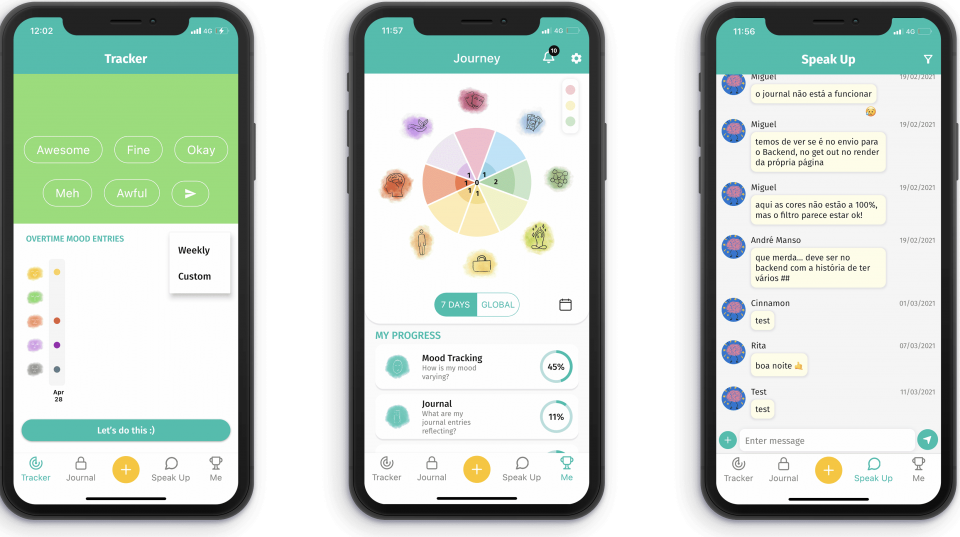 12:02
4G
Tracker
Awesome
Fine
Okay
Meh
Awful
OVERTIME MOOD ENTRIES
Weekly
Custom
Apr
28
Let's do this ;)
Tracker
Journal
+
Speak Up
Me
11:57
4G
Journey
10
1
1
1
0
2
1
1
7 DAYS
GLOBAL
MY PROGRESS
Mood Tracking
How is my mood
varying?
45%
Journal
What are my
journal entries
reflecting?
11%
Tracker
Journal
+
Speak Up
Me
11:56
4G
Speak Up
Miguel
19/02/2021
o journal não está a funcionar
Miguel
19/02/2021
temos de ver se é no envio para
o Backend, no get out no render
da própria página
Miguel
19/02/2021
aqui as cores não estão a 100%,
mas o filtro parece estar ok!
André Manso
19/02/2021
que merda... deve ser no
backend com a história de ter
vários ##
Cinnamon
01/03/2021
test
Rita
07/03/2021
boa noite 🤙
Test
11/03/2021
test
+
Enter message
Tracker
Journal
+
Speak Up
Me